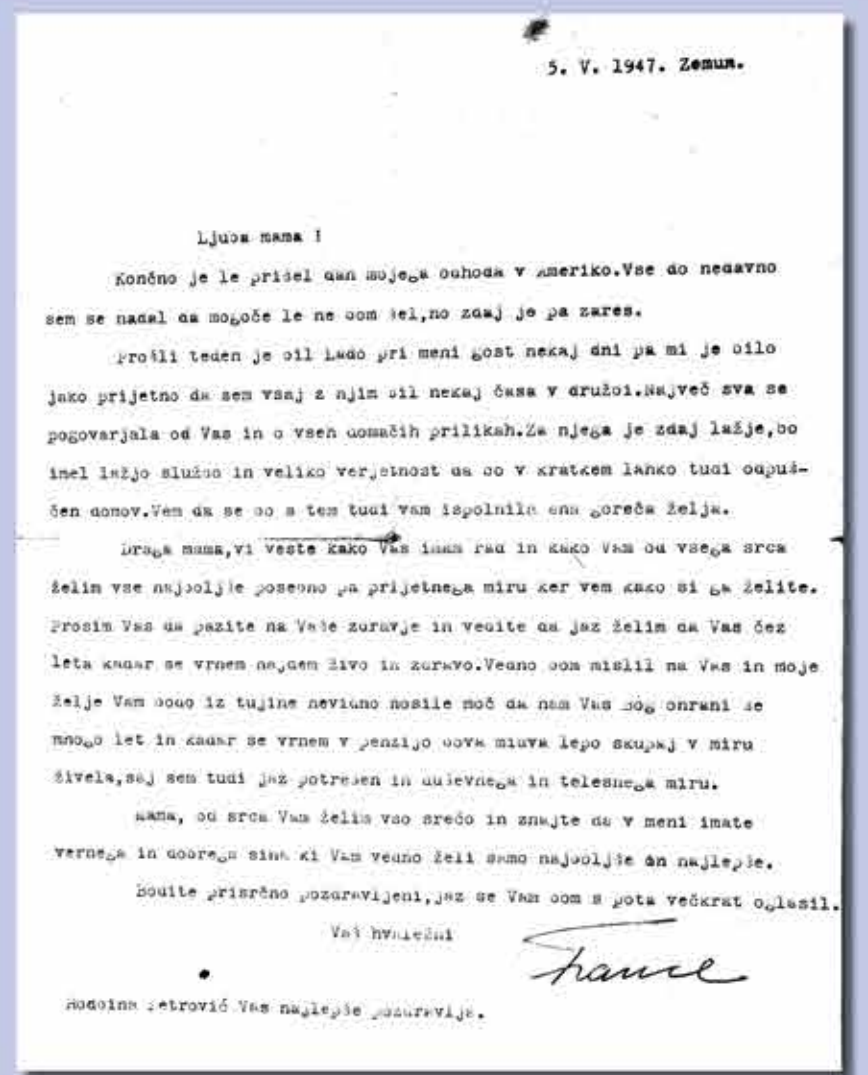 5. V. 1947. Zemun.
Ljuba mama !
Končno je le prišel dan mojega odhoda v Ameriko.Vse do nedavno
sem se nadal da mogoče le ne bom šel,no zdaj je pa zares.
Prošli teden je bil Lado pri meni gost nekaj dni pa mi je bilo
jako prijetno da sem vsaj z njim bil nekaj časa v družbi.Največ sva se
pogovarjala od Vas in o vseh domačih prilikah.Za njega je zdaj lažje,bo
imel lažjo službo in veliko verjetnost da bo v kratkem lahko tudi odpuš-
čen domov.Vem da se bo s tem tudi vam ispolnila ena goreča želja.
Draga mama,vi veste kako Vas imam rad in kako Vam od vsega srca
želim vse najboljše posebno pa prijetnega miru ker vem kako si ga želite.
Prosim Vas da pazite na Vaše zdravje in vedite da jaz želim da Vas čez
leta kadar se vrnem najdem živo in zdravo.Vedno bom mislil na Vas in moje
želje Vam bodo iz tujine nevidno nosile moč da nam Vas Bog ohrani še
mnogo let in kadar se vrnem v penzijo bova midva lepo skupaj v miru
živela,saj sem tudi jaz potreben in duševnega in telesnega miru.
Mama, od srca Vam želim vso srečo in znajte da v meni imate
vernega in dobrega sina ki Vam vedno želi samo najboljše in najlepše.
Bodite prisrčno pozdravljeni,jaz se Vam bom s pota večkrat oglasil.
Vaš hvaležni
France
Rodbina Petrović Vas najlepše pozdravlja.